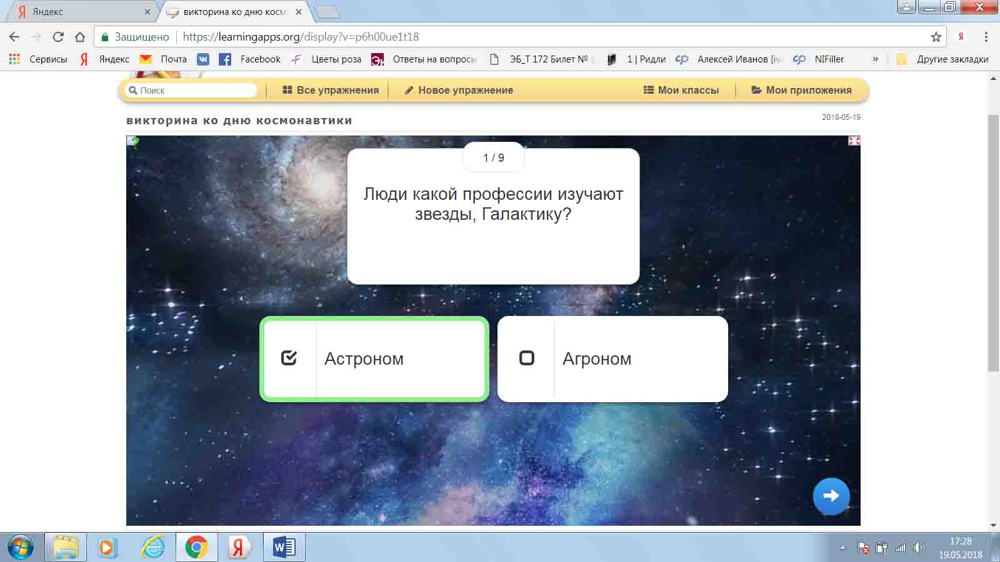 Яндекс
викторина ко дню косм
Защищено
https://learningapps.org/display?v=p6h00ue1t18
Я
Сервисы
Я
Яндекс
Почта
Facebook
Цветы роза
Эн
Ответы на вопросы
ЭБ_Т 172 Билет №
1 | Ридли
Алексей Иванов [iv
NIFiller
»
Другие закладки
Поиск
Все упражнения
Новое упражнение
Мои классы
Мои приложения
викторина ко дню космонавтики
2018-05-19
1 / 9
Люди какой профессии изучают
звезды, Галактику?
Астроном
Агроном
17:28
19.05.2018